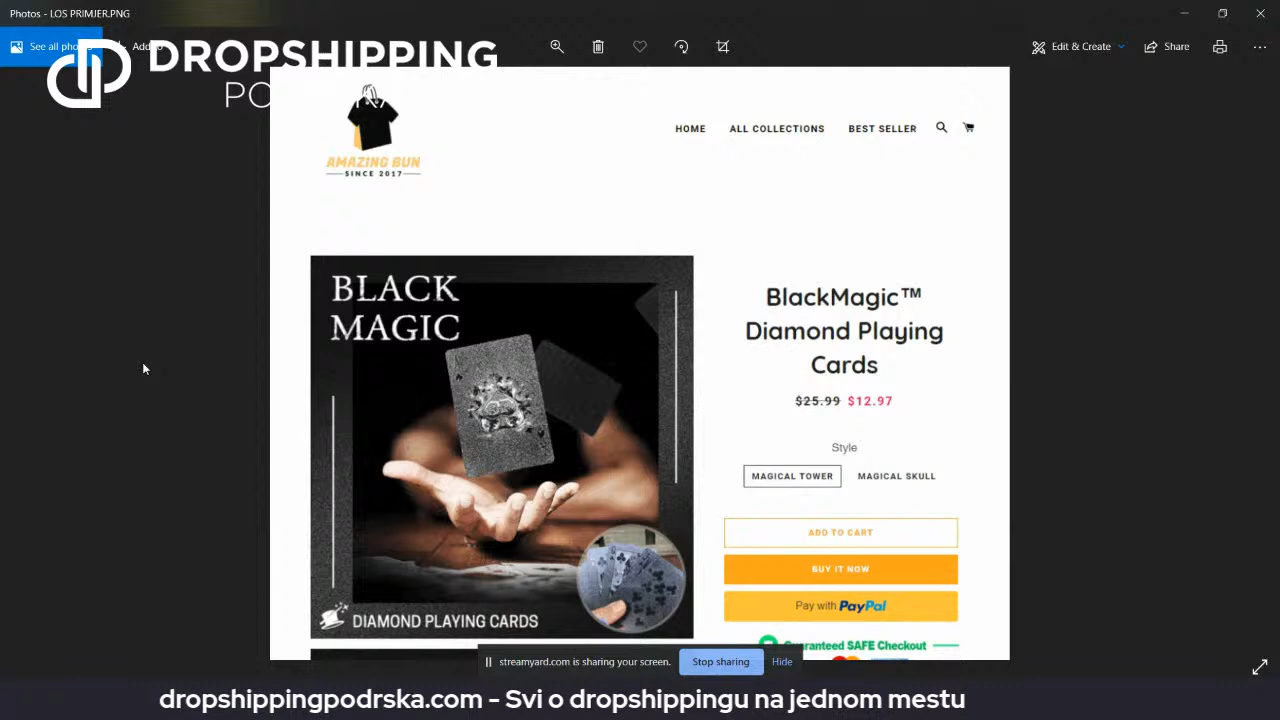 Photos - LOS PRIMJER.PNG
See all photos
Add to
Edit & Create
Share
DROPSHIPPING
AMAZING BUN
SINCE 2017
HOME
ALL COLLECTIONS
BEST SELLER
BLACK
MAGIC
DIAMOND PLAYING CARDS
BlackMagic™
Diamond Playing
Cards
$25.99 $12.97
Style
MAGICAL TOWER
MAGICAL SKULL
ADD TO CART
BUY IT NOW
Pay with PayPal
Guaranteed SAFE Checkout
streamyard.com is sharing your screen.
Stop sharing
Hide
dropshippingpodrska.com - Svi o dropshippingu na jednom mestu